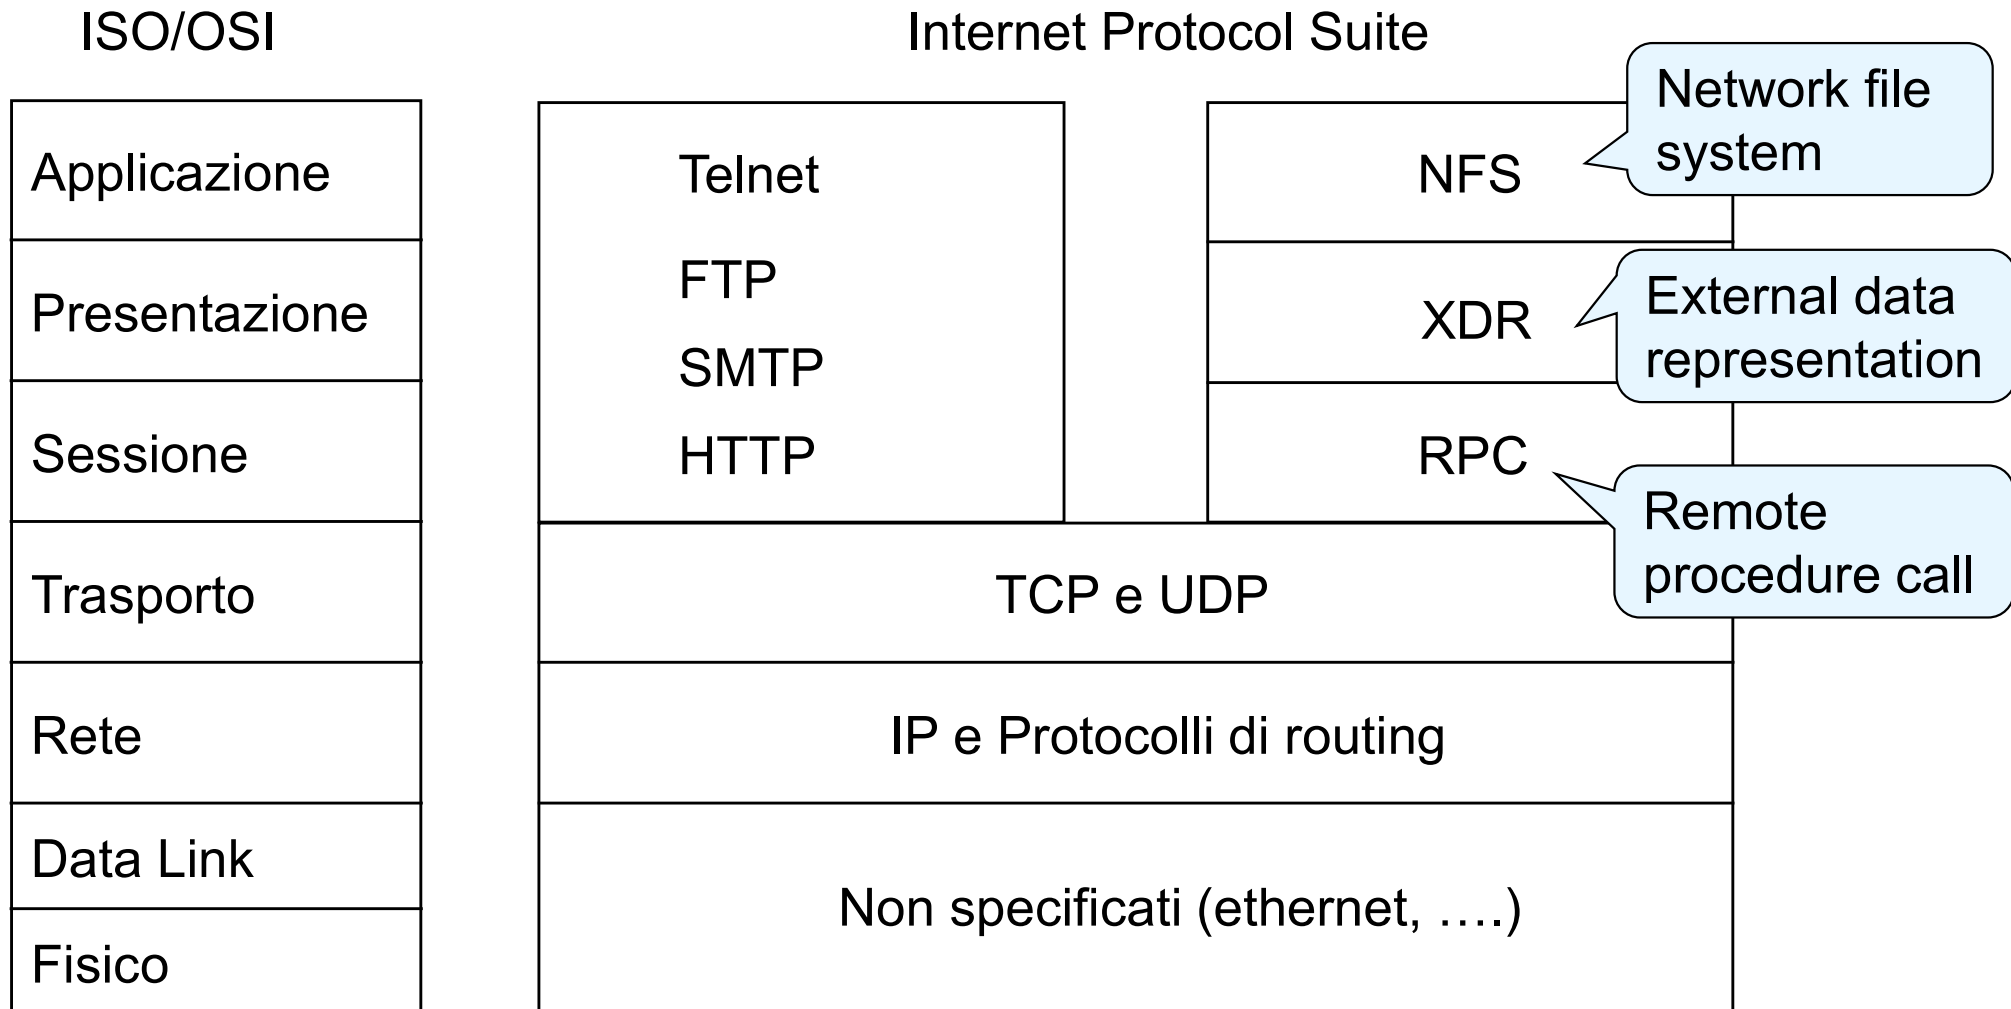 ISO/OSI
Internet Protocol Suite
Applicazione
Presentazione
Sessione
Trasporto
Rete
Data Link
Fisico
Telnet
FTP
SMTP
HTTP
NFS
XDR
RPC
Network file
system
External data
representation
Remote
procedure call
TCP e UDP
IP e Protocolli di routing
Non specificati (ethernet, ….)